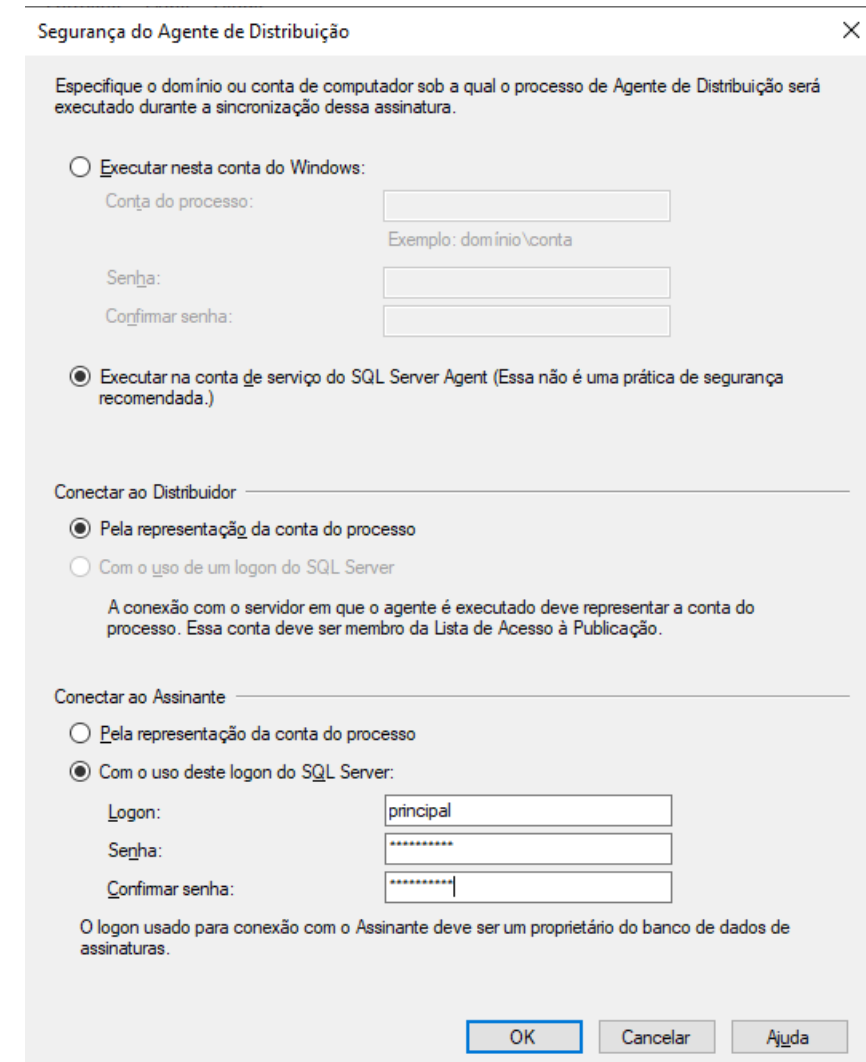 Segurança do Agente de Distribuição
Especifique o domínio ou conta de computador sob a qual o processo de Agente de Distribuição será
executado durante a sincronização dessa assinatura.
Executar nesta conta do Windows:
Conta do processo:
Exemplo: domínio\conta
Senha:
Confirmar senha:
Executar na conta de serviço do SQL Server Agent (Essa não é uma prática de segurança
recomendada.)
Conectar ao Distribuidor
Pela representação da conta do processo
Com o uso de um logon do SQL Server
A conexão com o servidor em que o agente é executado deve representar a conta do
processo. Essa conta deve ser membro da Lista de Acesso à Publicação.
Conectar ao Assinante
Pela representação da conta do processo
Com o uso deste logon do SQL Server:
Logon: principal
Senha: **********
Confirmar senha: **********
O logon usado para conexão com o Assinante deve ser um proprietário do banco de dados de
assinaturas.
OK Cancelar Ajuda